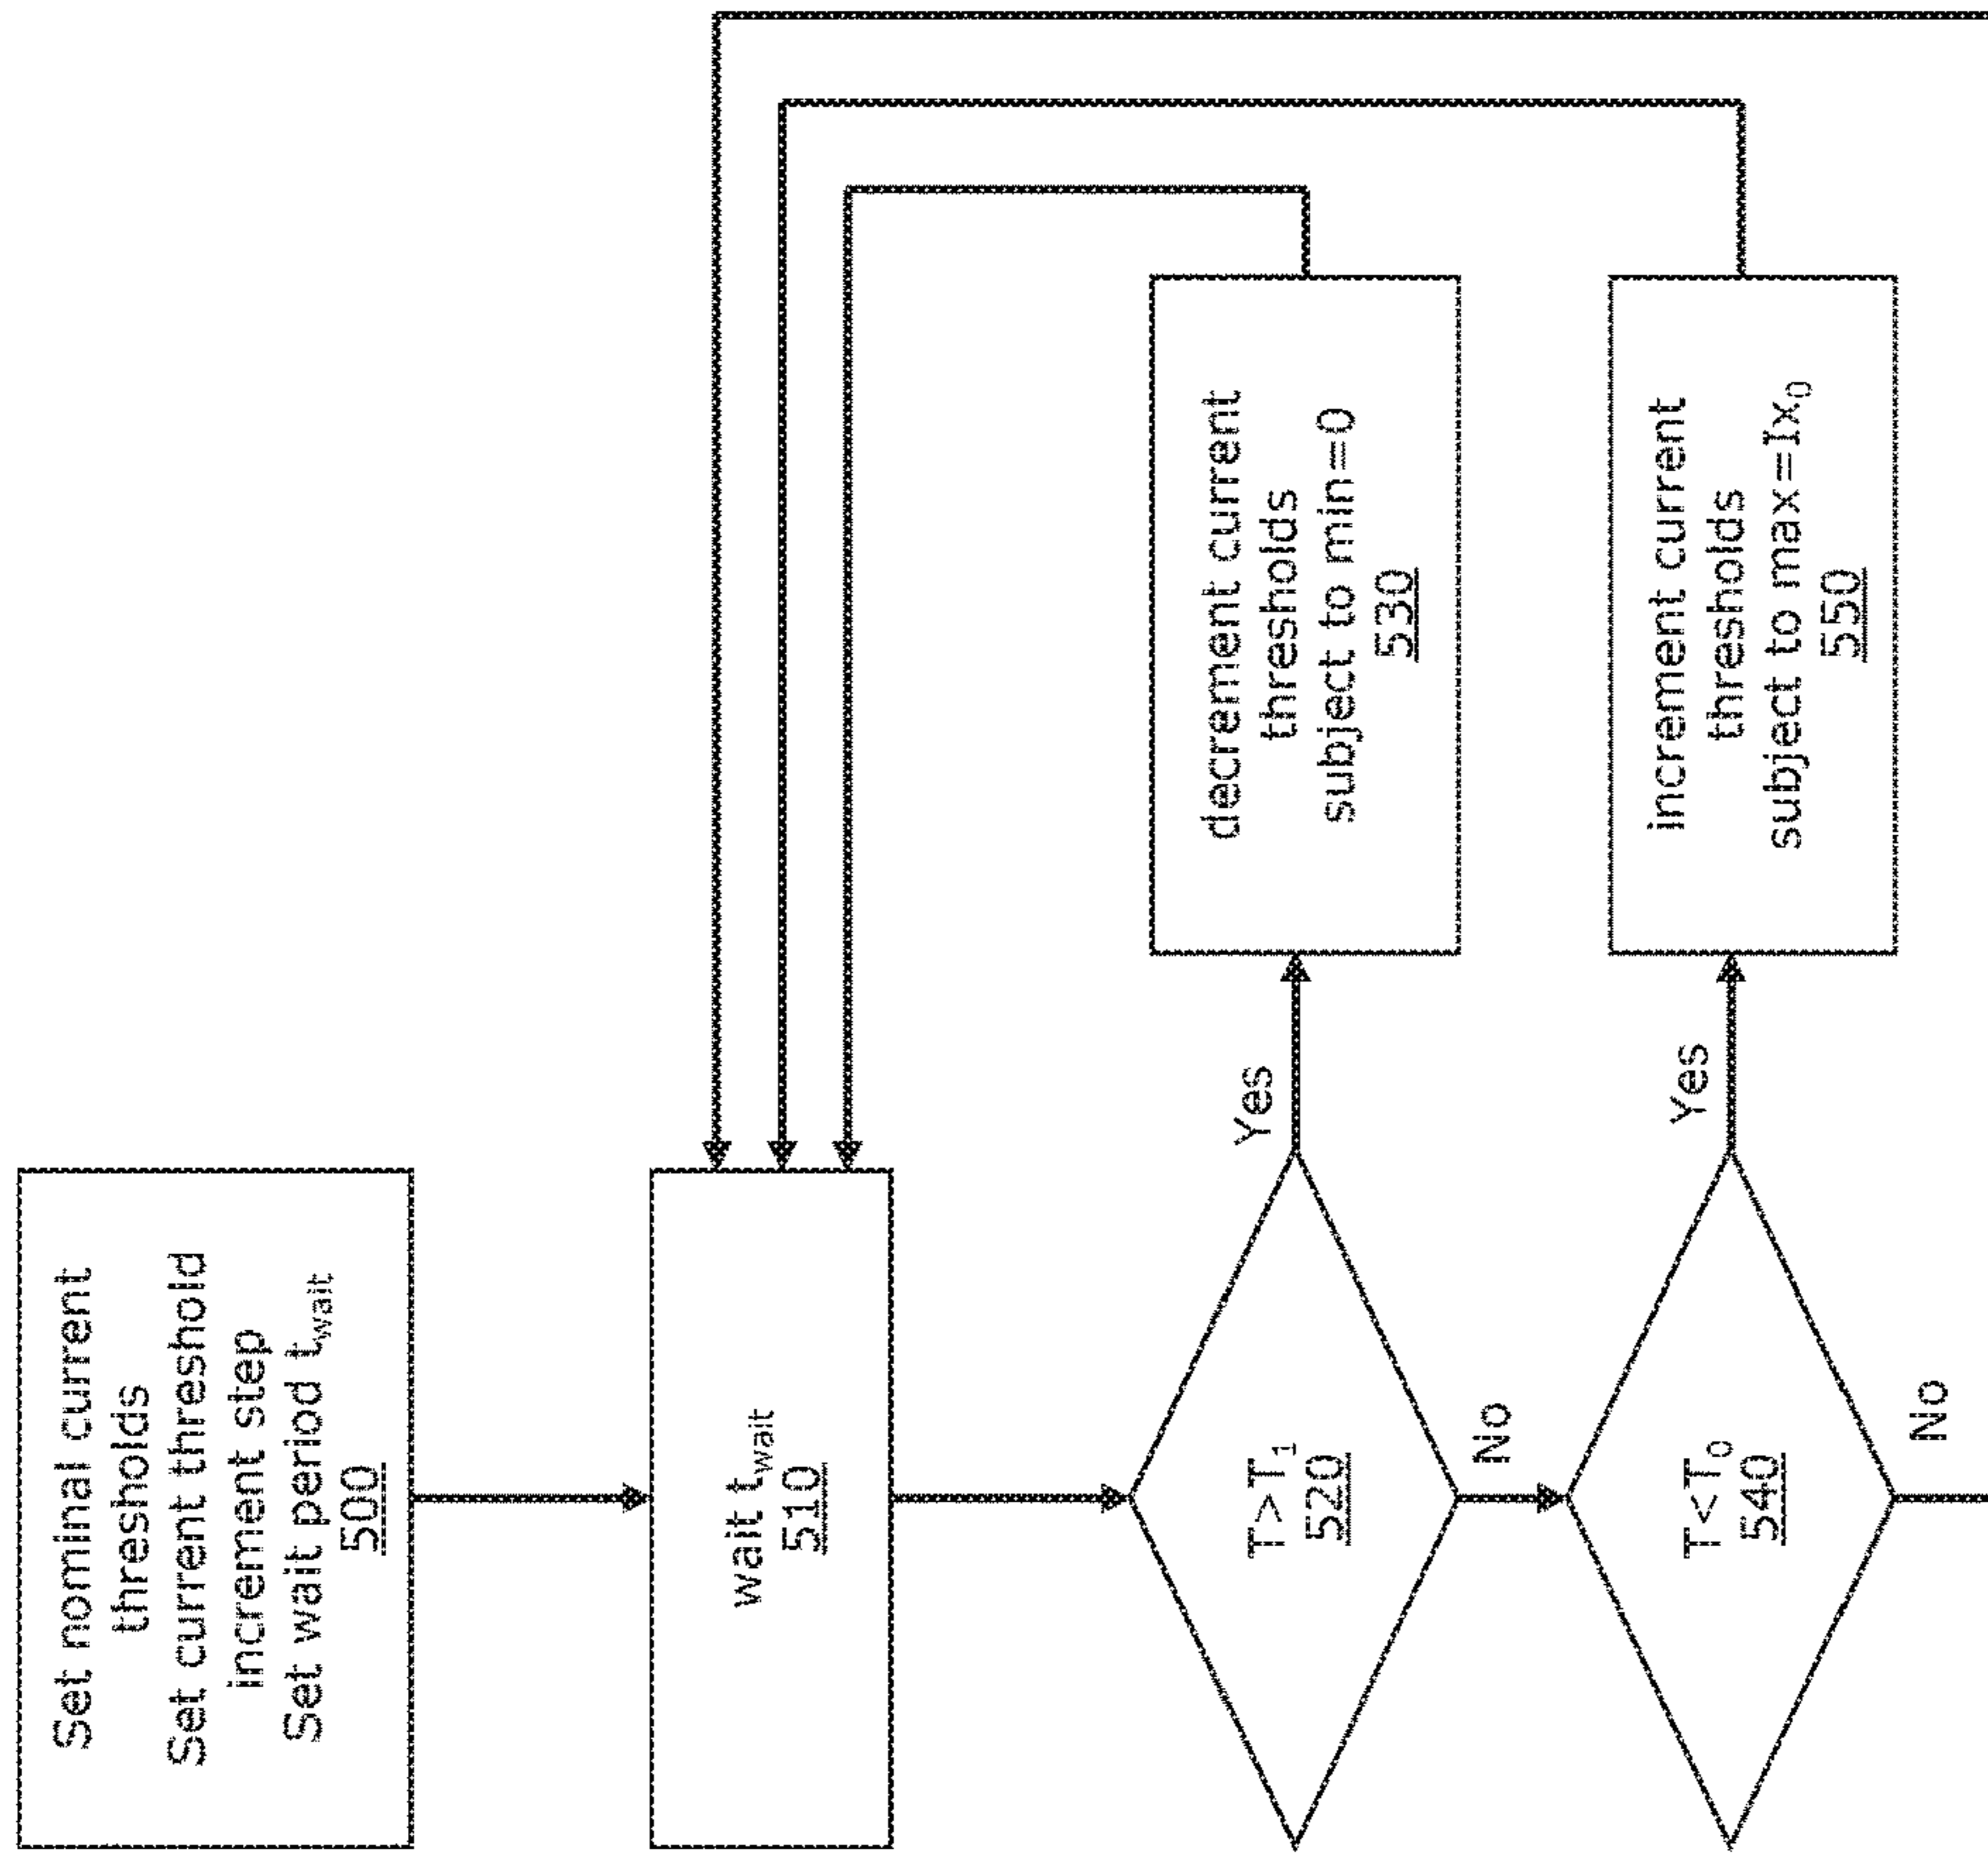 Set nominal current
thresholds
Set current threshold
increment step
Set wait period t_wait
500
wait t_wait
510
T>T_1
520
Yes
decrement current
thresholds
subject to min=0
530
No
T<T_0
540
Yes
increment current
thresholds
subject to max=Ix_0
550
No